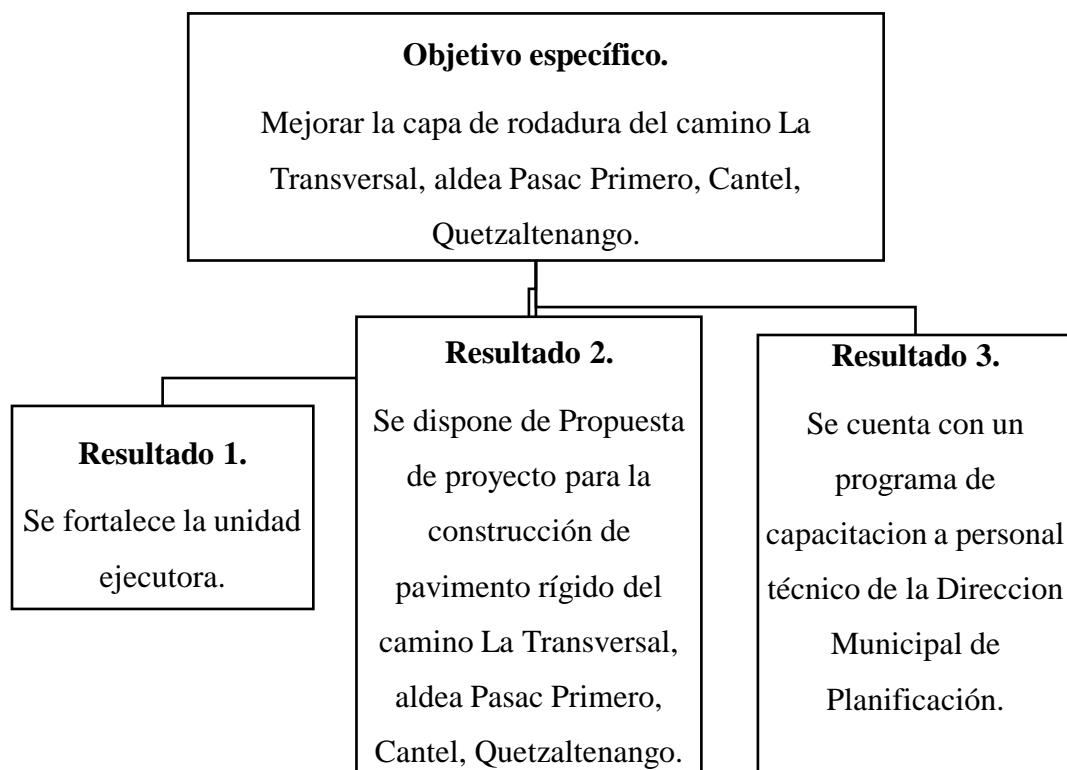 Objetivo específico.
Mejorar la capa de rodadura del camino La
Transversal, aldea Pasac Primero, Cantel,
Quetzaltenango.
Resultado 1.
Se fortalece la unidad
ejecutora.
Resultado 2.
Se dispone de Propuesta
de proyecto para la
construcción de
pavimento rígido del
camino La Transversal,
aldea Pasac Primero,
Cantel, Quetzaltenango.
Resultado 3.
Se cuenta con un
programa de
capacitacion a personal
técnico de la Direccion
Municipal de
Planificación.